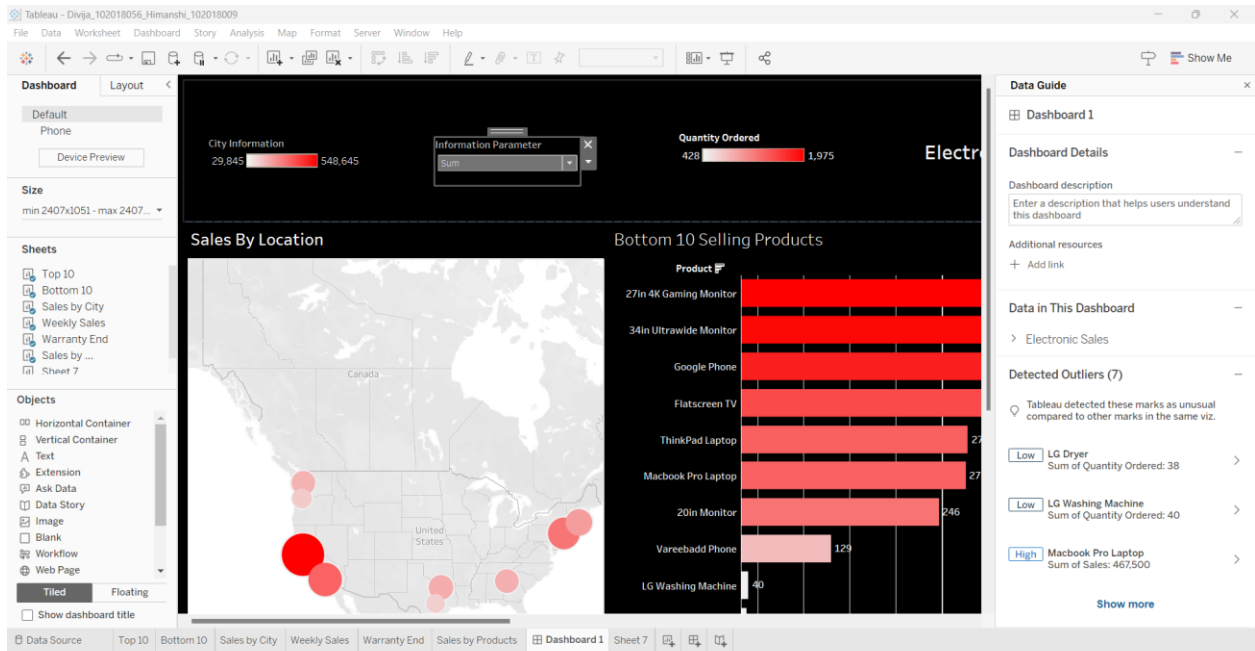 Tableau - Divija_102018056_Himanshi_102018009
File Data Worksheet Dashboard Story Analysis Map Format Server Window Help
Show Me
Dashboard Layout
Default
Phone
Device Preview
Size
min 2407x1051 - max 2407...
Sheets
Top 10
Bottom 10
Sales by City
Weekly Sales
Warranty End
Sales by ...
Sheet 7
Objects
Horizontal Container
Vertical Container
Text
Extension
Ask Data
Data Story
Image
Blank
Workflow
Web Page
Tiled Floating
Show dashboard title
City Information
29,845 548,645
Information Parameter
Sum
Quantity Ordered
428 1,975
Electr
Sales By Location
Canada
United
States
Bottom 10 Selling Products
Product
27in 4K Gaming Monitor
34in Ultrawide Monitor
Google Phone
Flatscreen TV
ThinkPad Laptop 27
Macbook Pro Laptop 27
20in Monitor 246
Vareebadd Phone 129
LG Washing Machine 40
Data Guide
Dashboard 1
Dashboard Details
Dashboard description
Enter a description that helps users understand
this dashboard
Additional resources
Add link
Data in This Dashboard
Electronic Sales
Detected Outliers (7)
Tableau detected these marks as unusual
compared to other marks in the same viz.
Low LG Dryer
Sum of Quantity Ordered: 38
Low LG Washing Machine
Sum of Quantity Ordered: 40
High Macbook Pro Laptop
Sum of Sales: 467,500
Show more
Data Source Top 10 Bottom 10 Sales by City Weekly Sales Warranty End Sales by Products Dashboard 1 Sheet 7